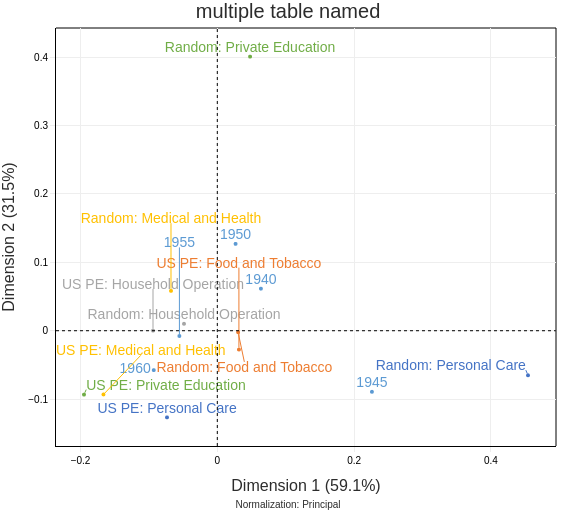 multiple table named
Random: Private Education
0.4
0.3
0.2
Random: Medical and Health
1950
1955
US PE: Food and Tobacco
0.1
US PE: Household Operation
1940
Random: Household Operation
0
US PE: Medical and Health
1960
Random: Food and Tobacco
Random: Personal Care
US PE: Private Education
1945
−0.1
US PE: Personal Care
Dimension 2 (31.5%)
−0.2
0
0.2
0.4
Dimension 1 (59.1%)
Normalization: Principal